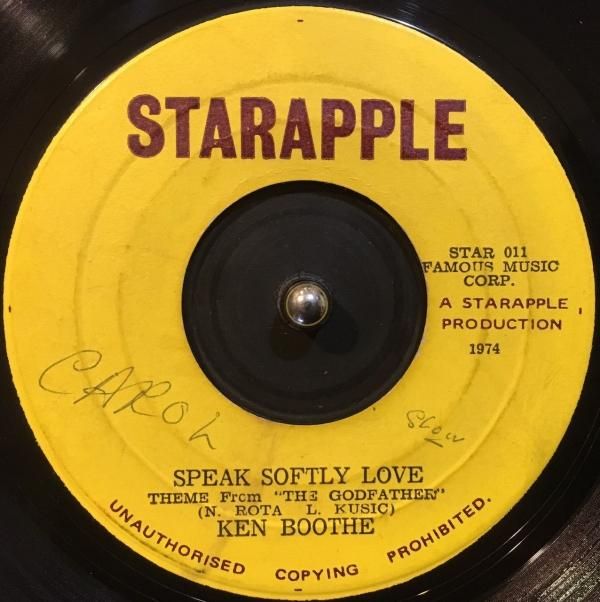 STARAPPLE
STAR 011
FAMOUS MUSIC
CORP.
A STARAPPLE
PRODUCTION
1974
CAROL
Slow
SPEAK SOFTLY LOVE
THEME From "THE GODFATHER"
(N. ROTA L. KUSIC)
KEN BOOTHE
UNAUTHORISED COPYING PROHIBITED.